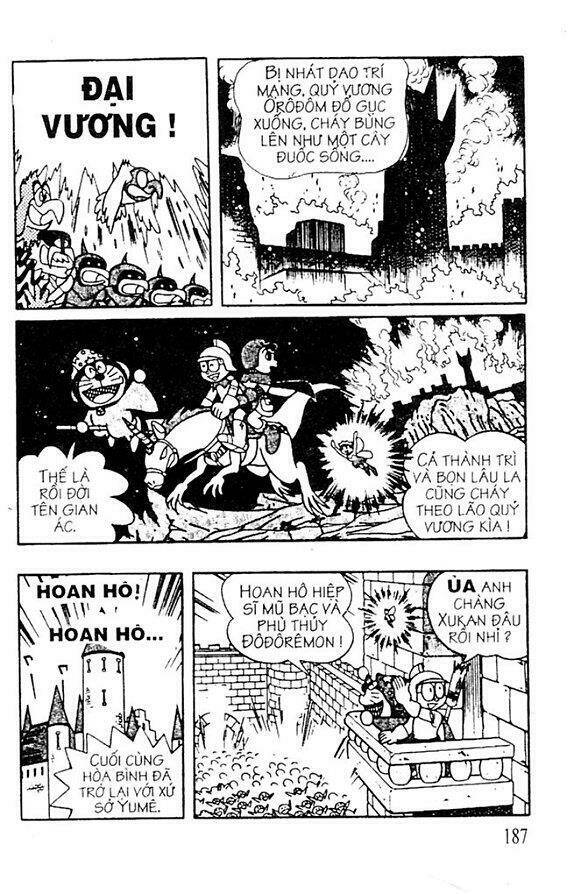 ĐẠI
VƯƠNG !
BỊ NHÁT DAO TRÍ
MẠNG, QUỶ VƯƠNG
ÔRÔĐÔM ĐỔ GỤC
XUỐNG, CHÁY BÙNG
LÊN NHƯ MỘT CÂY
ĐUỐC SỐNG....
THẾ LÀ
RỒI ĐỜI
TÊN GIAN
ÁC.
CẢ THÀNH TRÌ
VÀ BỌN LÂU LA
CŨNG CHÁY
THEO LÃO QUỶ
VƯƠNG KÌA !
HOAN HÔ!
HOAN HÔ...
CUỐI CÙNG
HÒA BÌNH ĐÃ
TRỞ LẠI VỚI XỨ
SỞ YUMÊ.
HOAN HÔ HIỆP
SĨ MŨ BẠC VÀ
PHÙ THỦY
ĐÔĐÔRÊMON !
ỦA ANH
CHÀNG
XUKAN ĐÂU
RỒI NHỈ ?
187